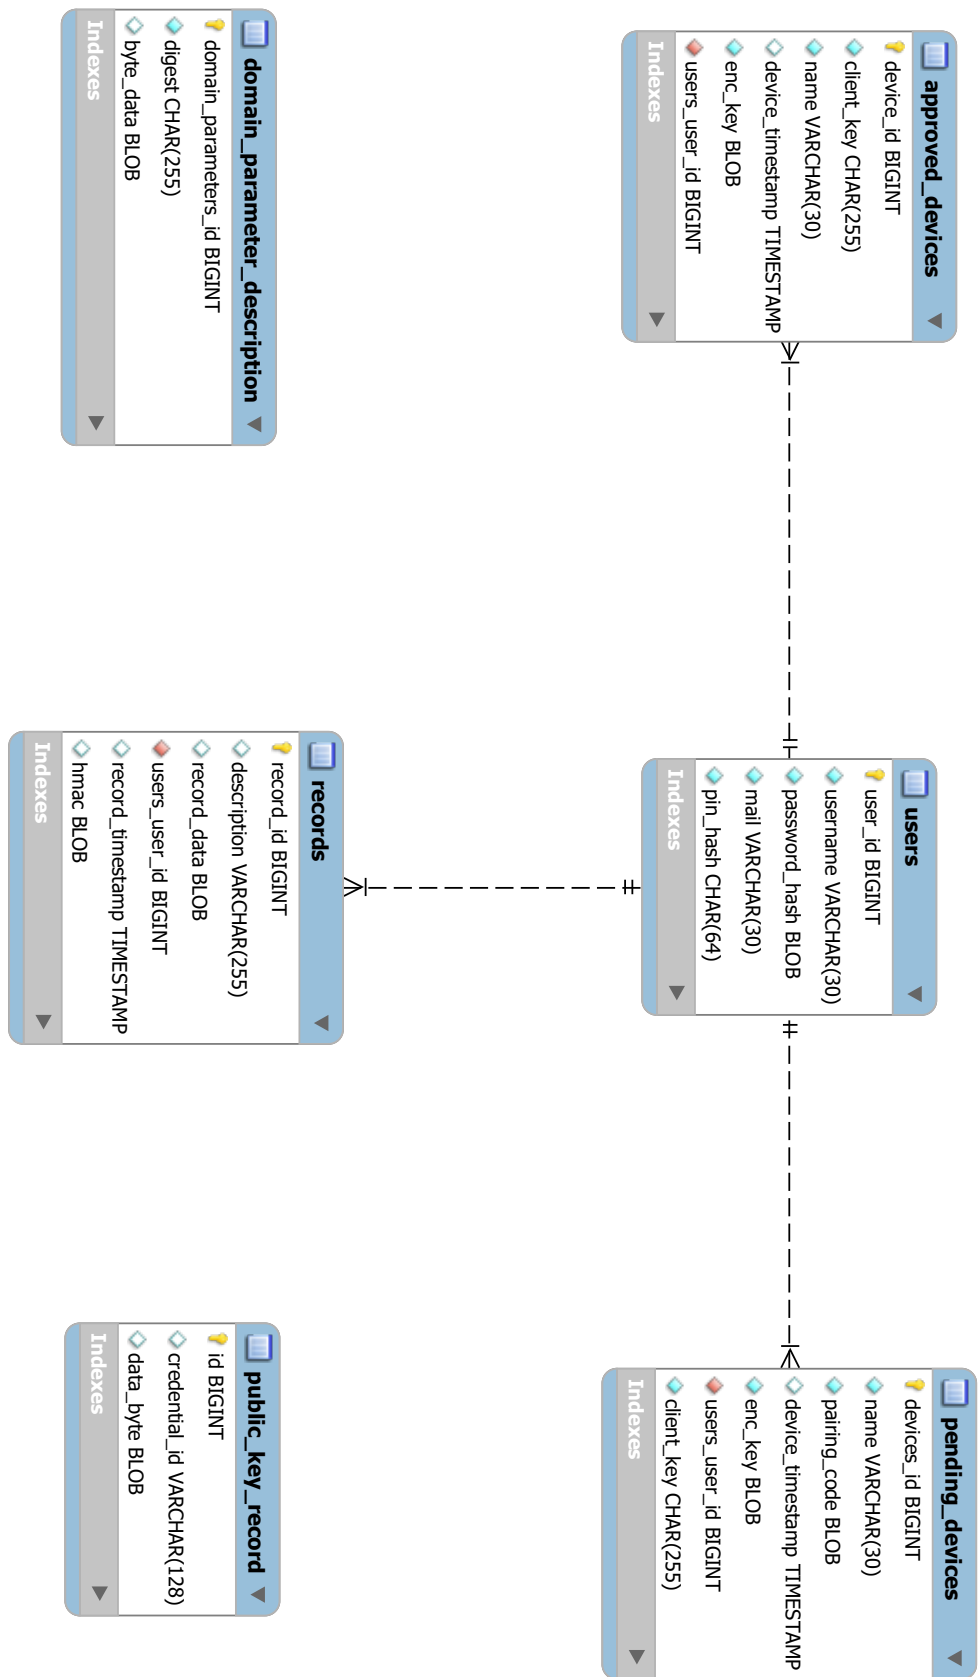 approved_devices
device_id BIGINT
client_key CHAR(255)
name VARCHAR(30)
device_timestamp TIMESTAMP
enc_key BLOB
users_user_id BIGINT
Indexes
users
user_id BIGINT
username VARCHAR(30)
password_hash BLOB
mail VARCHAR(30)
pin_hash CHAR(64)
Indexes
pending_devices
devices_id BIGINT
name VARCHAR(30)
pairing_code BLOB
device_timestamp TIMESTAMP
enc_key BLOB
users_user_id BIGINT
client_key CHAR(255)
Indexes
domain_parameter_description
domain_parameters_id BIGINT
digest CHAR(255)
byte_data BLOB
Indexes
records
record_id BIGINT
description VARCHAR(255)
record_data BLOB
users_user_id BIGINT
record_timestamp TIMESTAMP
hmac BLOB
Indexes
public_key_record
id BIGINT
credential_id VARCHAR(128)
data_byte BLOB
Indexes